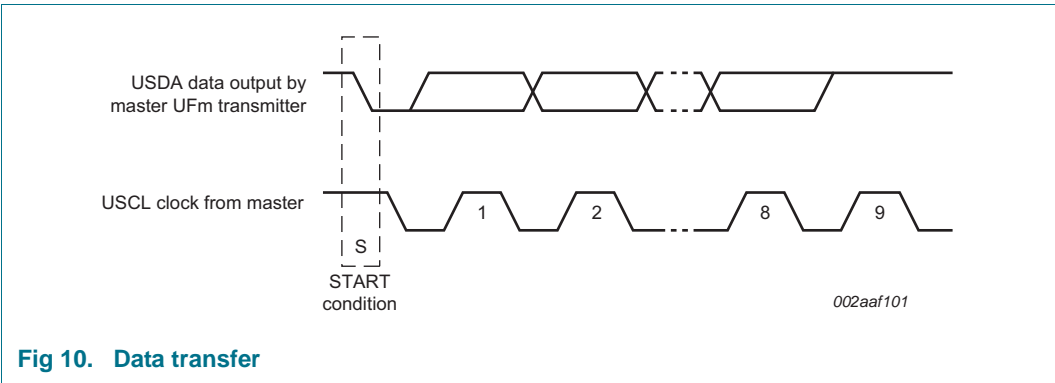 USDA data output by
master UFm transmitter
USCL clock from master
1
2
8
9
S
START
condition
002aaf101
Fig 10. Data transfer